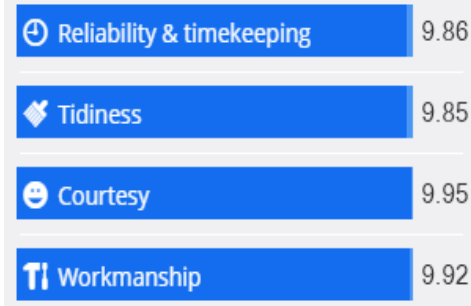 Reliability & timekeeping 9.86
Tidiness 9.85
Courtesy 9.95
Workmanship 9.92